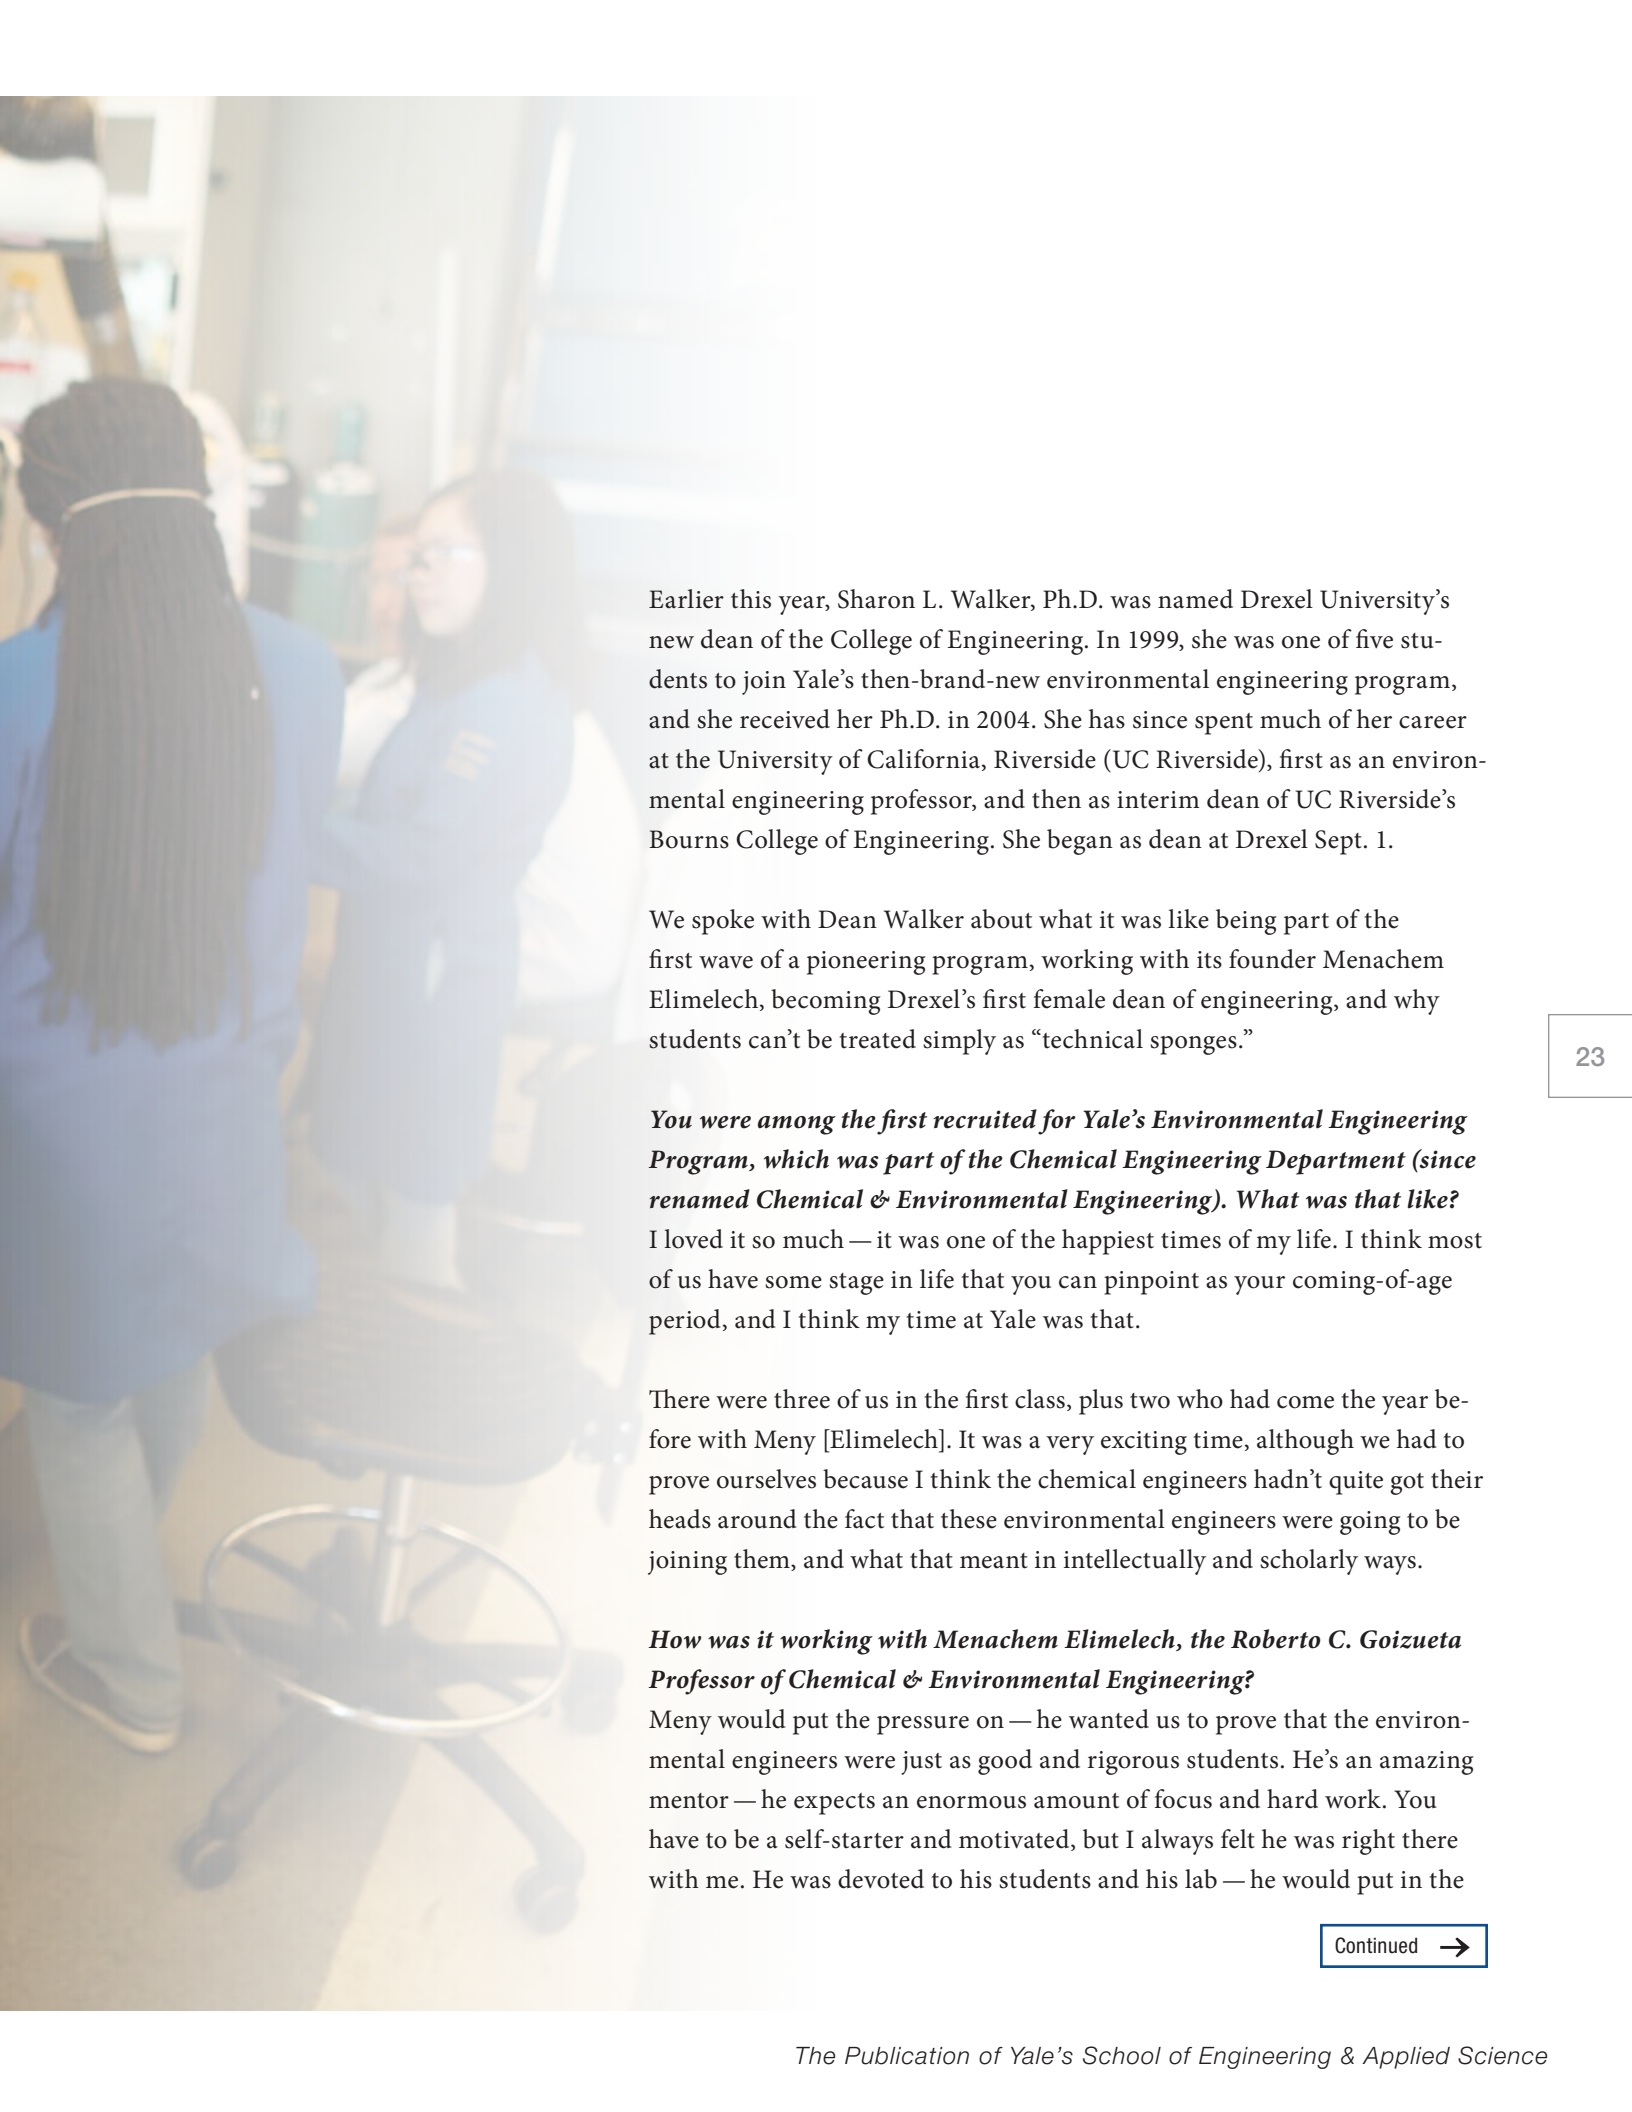 Earlier this year, Sharon L. Walker, Ph.D. was named Drexel University’s
new dean of the College of Engineering. In 1999, she was one of five stu-
dents to join Yale’s then-brand-new environmental engineering program,
and she received her Ph.D. in 2004. She has since spent much of her career
at the University of California, Riverside (UC Riverside), first as an environ-
mental engineering professor, and then as interim dean of UC Riverside’s
Bourns College of Engineering. She began as dean at Drexel Sept. 1.
We spoke with Dean Walker about what it was like being part of the
first wave of a pioneering program, working with its founder Menachem
Elimelech, becoming Drexel’s first female dean of engineering, and why
students can’t be treated simply as “technical sponges.”
You were among the first recruited for Yale’s Environmental Engineering
Program, which was part of the Chemical Engineering Department (since
renamed Chemical & Environmental Engineering). What was that like?
I loved it so much — it was one of the happiest times of my life. I think most
of us have some stage in life that you can pinpoint as your coming-of-age
period, and I think my time at Yale was that.
There were three of us in the first class, plus two who had come the year be-
fore with Meny [Elimelech]. It was a very exciting time, although we had to
prove ourselves because I think the chemical engineers hadn’t quite got their
heads around the fact that these environmental engineers were going to be
joining them, and what that meant in intellectually and scholarly ways.
How was it working with Menachem Elimelech, the Roberto C. Goizueta
Professor of Chemical & Environmental Engineering?
Meny would put the pressure on — he wanted us to prove that the environ-
mental engineers were just as good and rigorous students. He’s an amazing
mentor — he expects an enormous amount of focus and hard work. You
have to be a self-starter and motivated, but I always felt he was right there
with me. He was devoted to his students and his lab — he would put in the
Continued →
23
The Publication of Yale’s School of Engineering & Applied Science